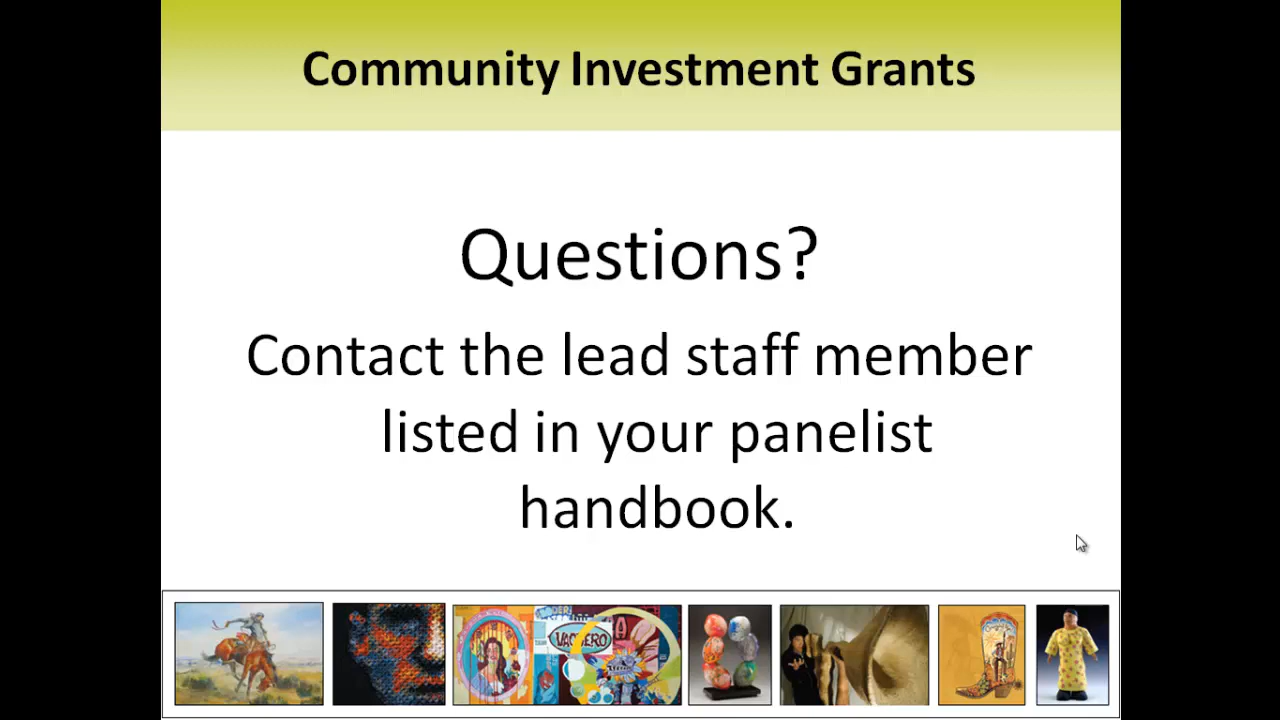 Community Investment Grants
Questions?
Contact the lead staff member
listed in your panelist
handbook.
VAQUERO